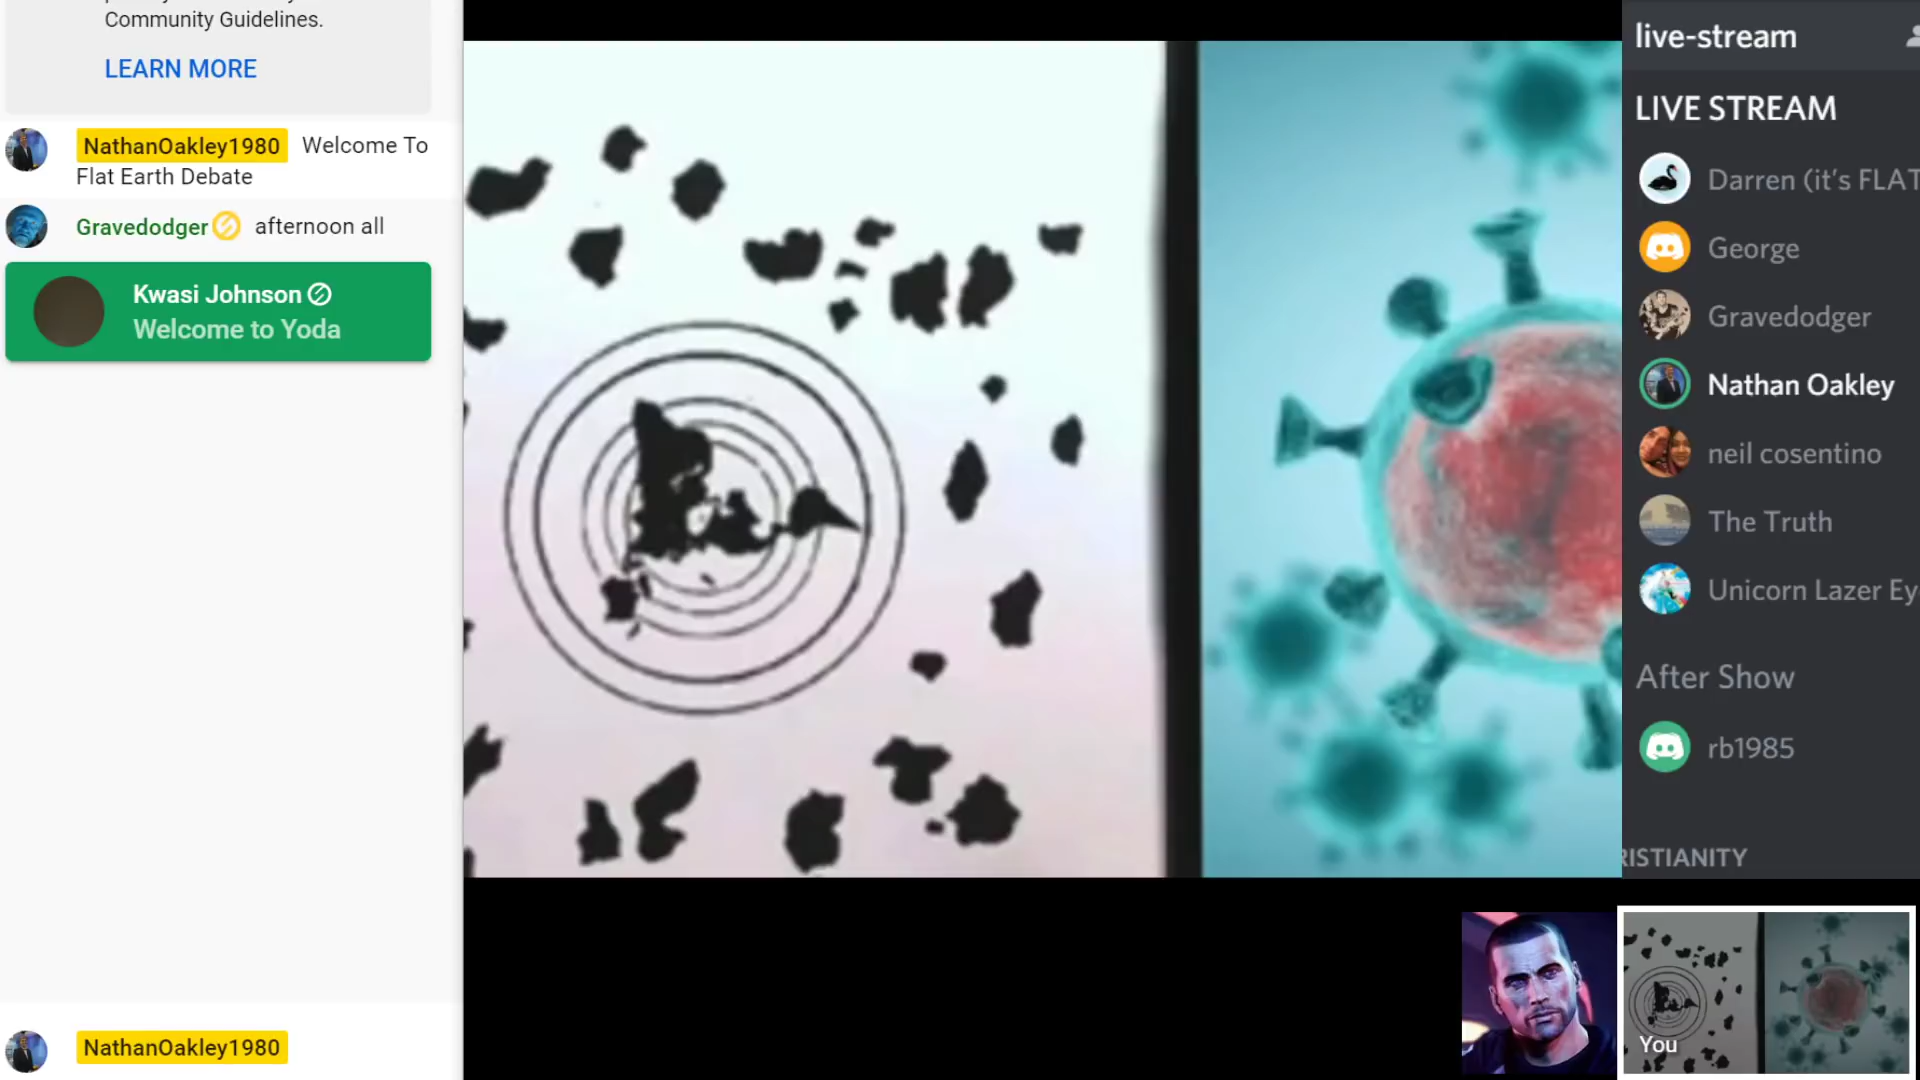 Community Guidelines.
LEARN MORE
NathanOakley1980 Welcome To
Flat Earth Debate
Gravedodger afternoon all
Kwasi Johnson
Welcome to Yoda
NathanOakley1980
live-stream
LIVE STREAM
Darren (it's FLAT
George
Gravedodger
Nathan Oakley
neil cosentino
The Truth
Unicorn Lazer Ey
After Show
rb1985
RISTIANITY
You